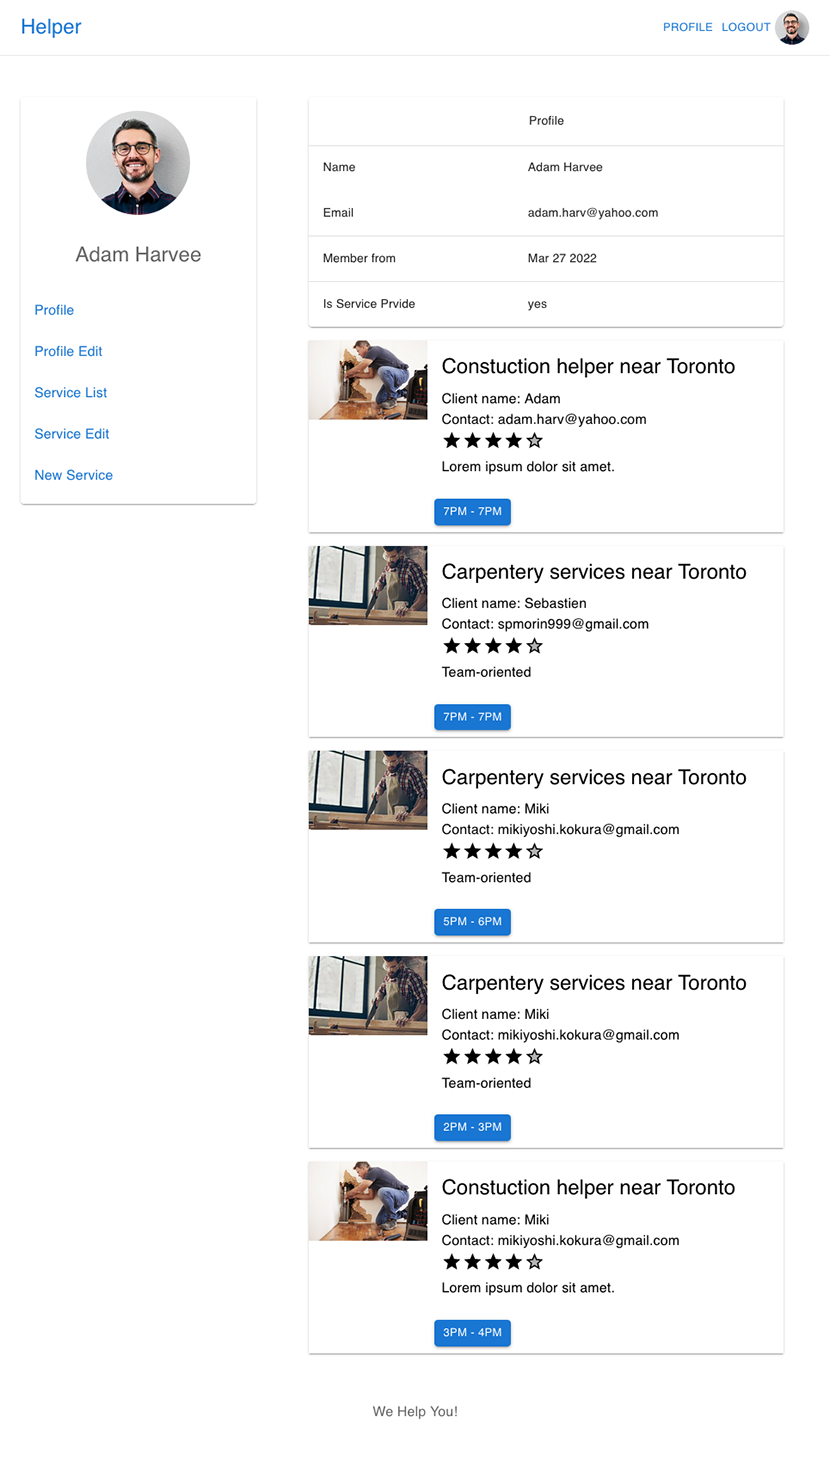 Helper
PROFILE LOGOUT
Adam Harvee
Profile
Profile Edit
Service List
Service Edit
New Service
Profile
Name Adam Harvee
Email adam.harv@yahoo.com
Member from Mar 27 2022
Is Service Prvide yes
Constuction helper near Toronto
Client name: Adam
Contact: adam.harv@yahoo.com
Lorem ipsum dolor sit amet.
7PM - 7PM
Carpentery services near Toronto
Client name: Sebastien
Contact: spmorin999@gmail.com
Team-oriented
7PM - 7PM
Carpentery services near Toronto
Client name: Miki
Contact: mikiyoshi.kokura@gmail.com
Team-oriented
5PM - 6PM
Carpentery services near Toronto
Client name: Miki
Contact: mikiyoshi.kokura@gmail.com
Team-oriented
2PM - 3PM
Constuction helper near Toronto
Client name: Miki
Contact: mikiyoshi.kokura@gmail.com
Lorem ipsum dolor sit amet.
3PM - 4PM
We Help You!